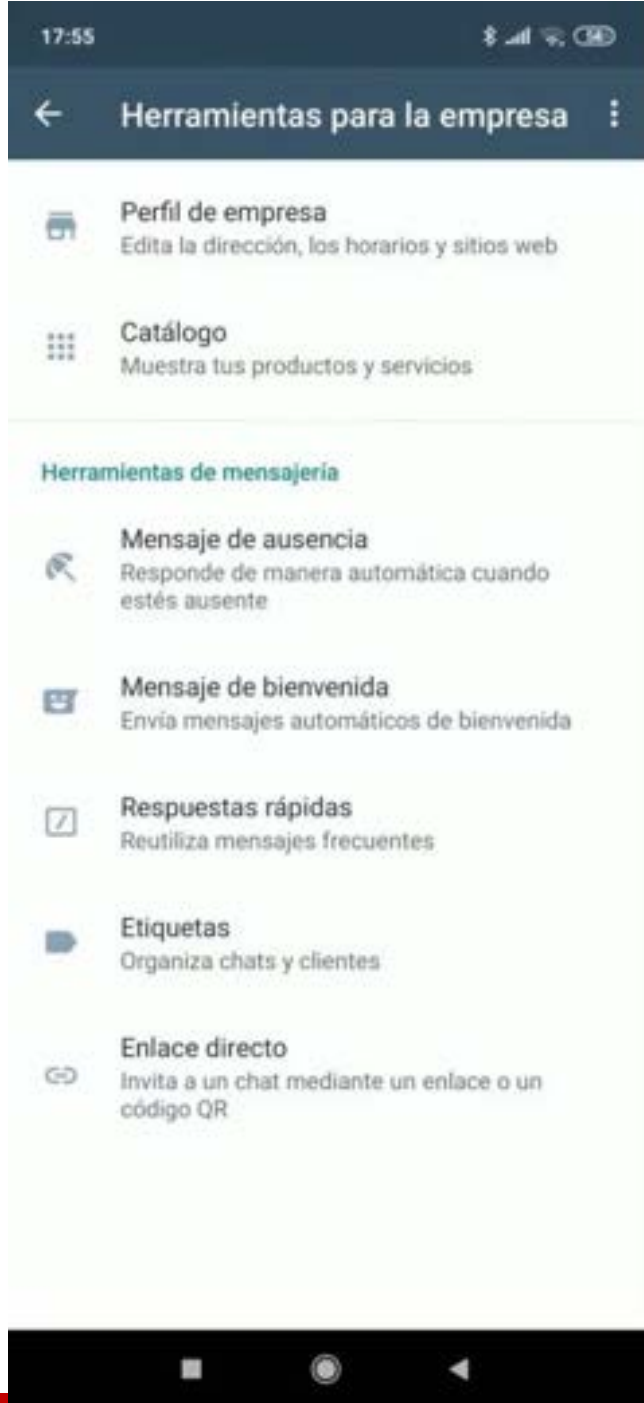 17:55
Herramientas para la empresa
Perfil de empresa
Edita la dirección, los horarios y sitios web
Catálogo
Muestra tus productos y servicios
Herramientas de mensajería
Mensaje de ausencia
Responde de manera automática cuando
estés ausente
Mensaje de bienvenida
Envía mensajes automáticos de bienvenida
Respuestas rápidas
Reutiliza mensajes frecuentes
Etiquetas
Organiza chats y clientes
Enlace directo
Invita a un chat mediante un enlace o un
código QR